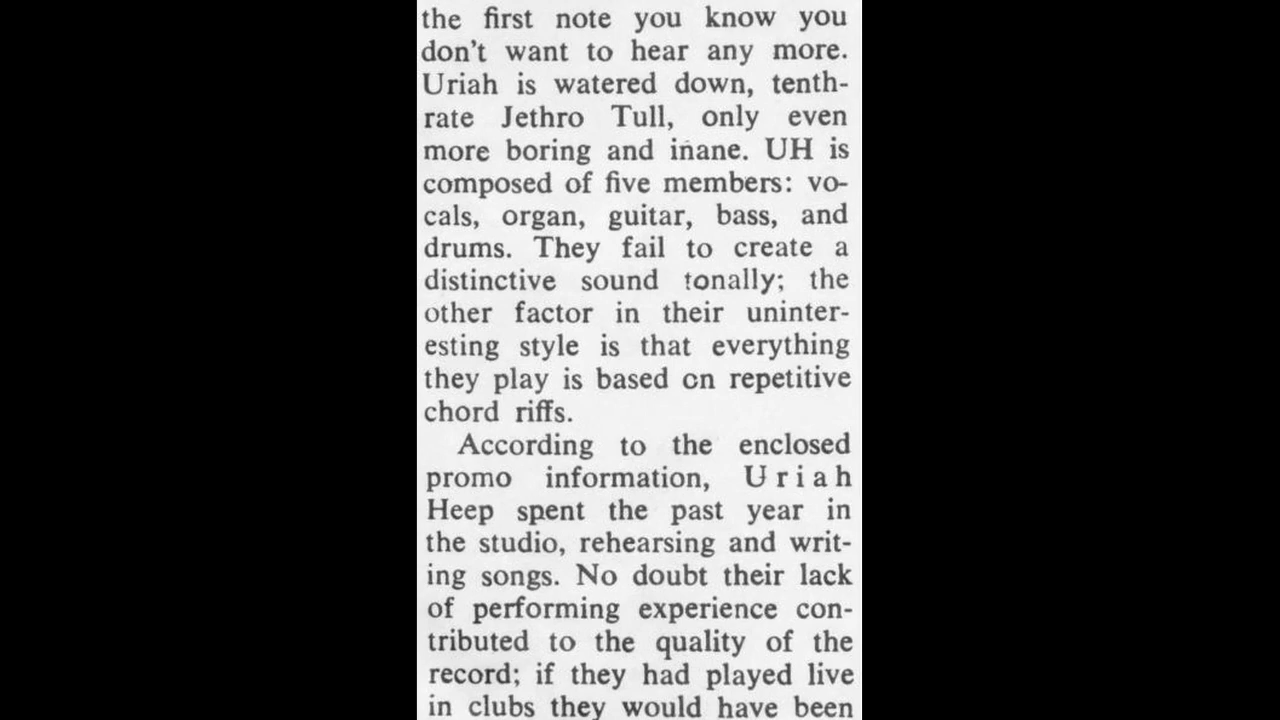 the first note you know you
don't want to hear any more.
Uriah is watered down, tenth-
rate Jethro Tull, only even
more boring and inane. UH is
composed of five members: vo-
cals, organ, guitar, bass, and
drums. They fail to create a
distinctive sound tonally; the
other factor in their uninter-
esting style is that everything
they play is based on repetitive
chord riffs.
According to the enclosed
promo information, Uriah
Heep spent the past year in
the studio, rehearsing and writ-
ing songs. No doubt their lack
of performing experience con-
tributed to the quality of the
record; if they had played live
in clubs they would have been